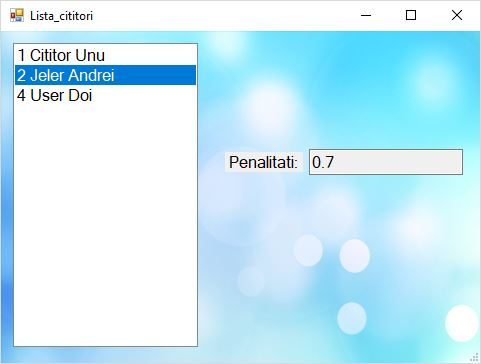 Lista_cititori
1 Cititor Unu
2 Jeler Andrei
4 User Doi
Penalitati: 0.7